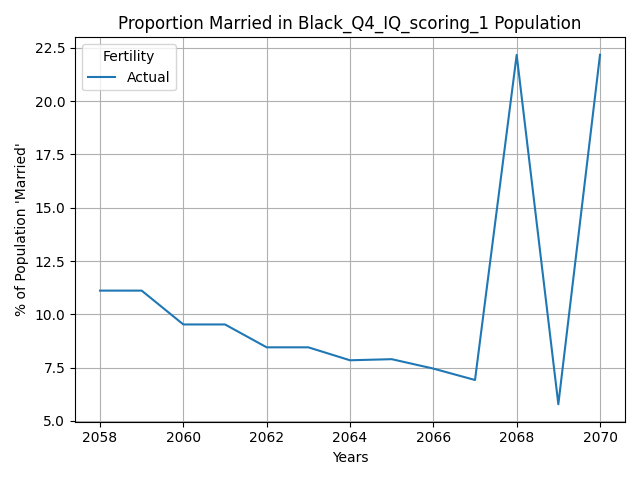 Proportion Married in Black_Q4_IQ_scoring_1 Population
Fertility
Actual
% of Population 'Married'
22.5
20.0
17.5
15.0
12.5
10.0
7.5
5.0
2058 2060 2062 2064 2066 2068 2070
Years